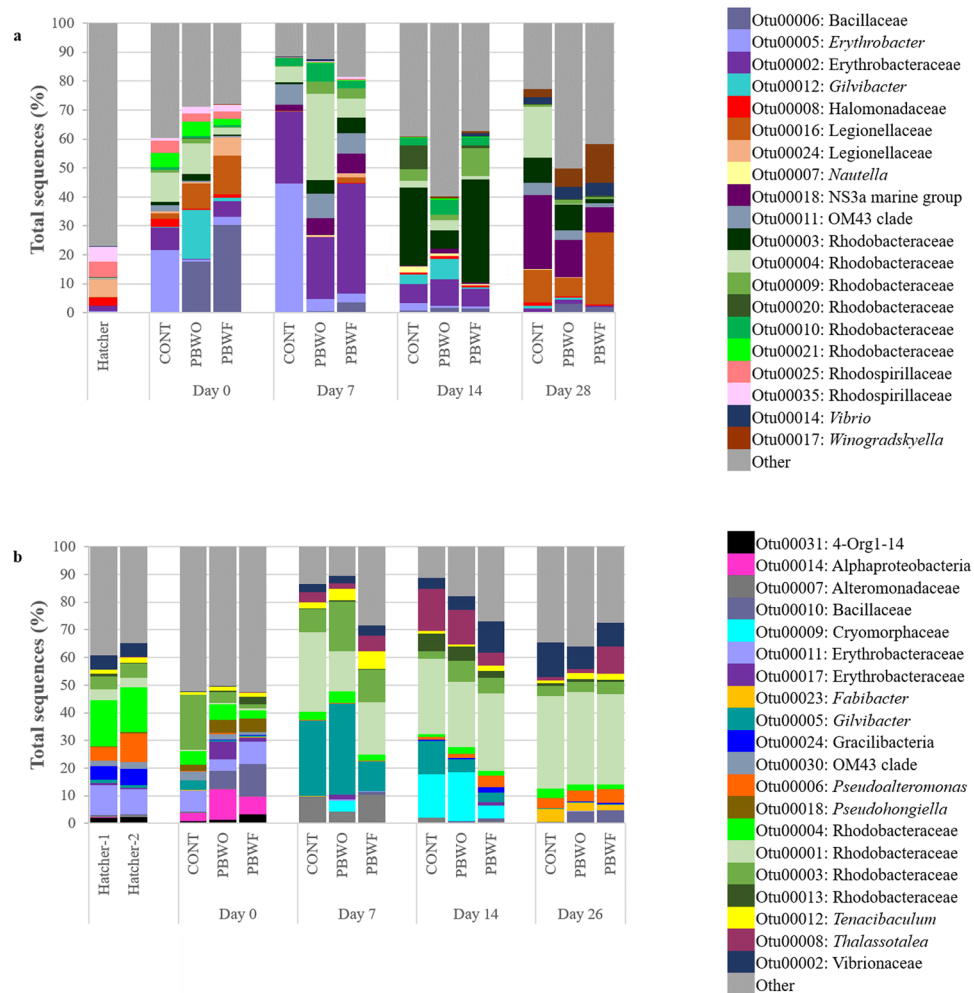 a
Total sequences (%)
100
90
80
70
60
50
40
30
20
10
0
Hatcher
CONT
PBWO
PBWF
CONT
PBWO
PBWF
CONT
PBWO
PBWF
CONT
PBWO
PBWF
Day 0
Day 7
Day 14
Day 28
Otu00006: Bacillaceae
Otu00005: Erythrobacter
Otu00002: Erythrobacteraceae
Otu00012: Gilvibacter
Otu00008: Halomonadaceae
Otu00016: Legionellaceae
Otu00024: Legionellaceae
Otu00007: Nautella
Otu00018: NS3a marine group
Otu00011: OM43 clade
Otu00003: Rhodobacteraceae
Otu00004: Rhodobacteraceae
Otu00009: Rhodobacteraceae
Otu00020: Rhodobacteraceae
Otu00010: Rhodobacteraceae
Otu00021: Rhodobacteraceae
Otu00025: Rhodospirillaceae
Otu00035: Rhodospirillaceae
Otu00014: Vibrio
Otu00017: Winogradskyella
Other
b
Total sequences (%)
100
90
80
70
60
50
40
30
20
10
0
Hatcher-1
Hatcher-2
CONT
PBWO
PBWF
CONT
PBWO
PBWF
CONT
PBWO
PBWF
CONT
PBWO
PBWF
Day 0
Day 7
Day 14
Day 26
Otu00031: 4-Org1-14
Otu00014: Alphaproteobacteria
Otu00007: Alteromonadaceae
Otu00010: Bacillaceae
Otu00009: Cryomorphaceae
Otu00011: Erythrobacteraceae
Otu00017: Erythrobacteraceae
Otu00023: Fabibacter
Otu00005: Gilvibacter
Otu00024: Gracilibacteria
Otu00030: OM43 clade
Otu00006: Pseudoalteromonas
Otu00018: Pseudohongiella
Otu00004: Rhodobacteraceae
Otu00001: Rhodobacteraceae
Otu00003: Rhodobacteraceae
Otu00013: Rhodobacteraceae
Otu00012: Tenacibaculum
Otu00008: Thalassotalea
Otu00002: Vibrionaceae
Other